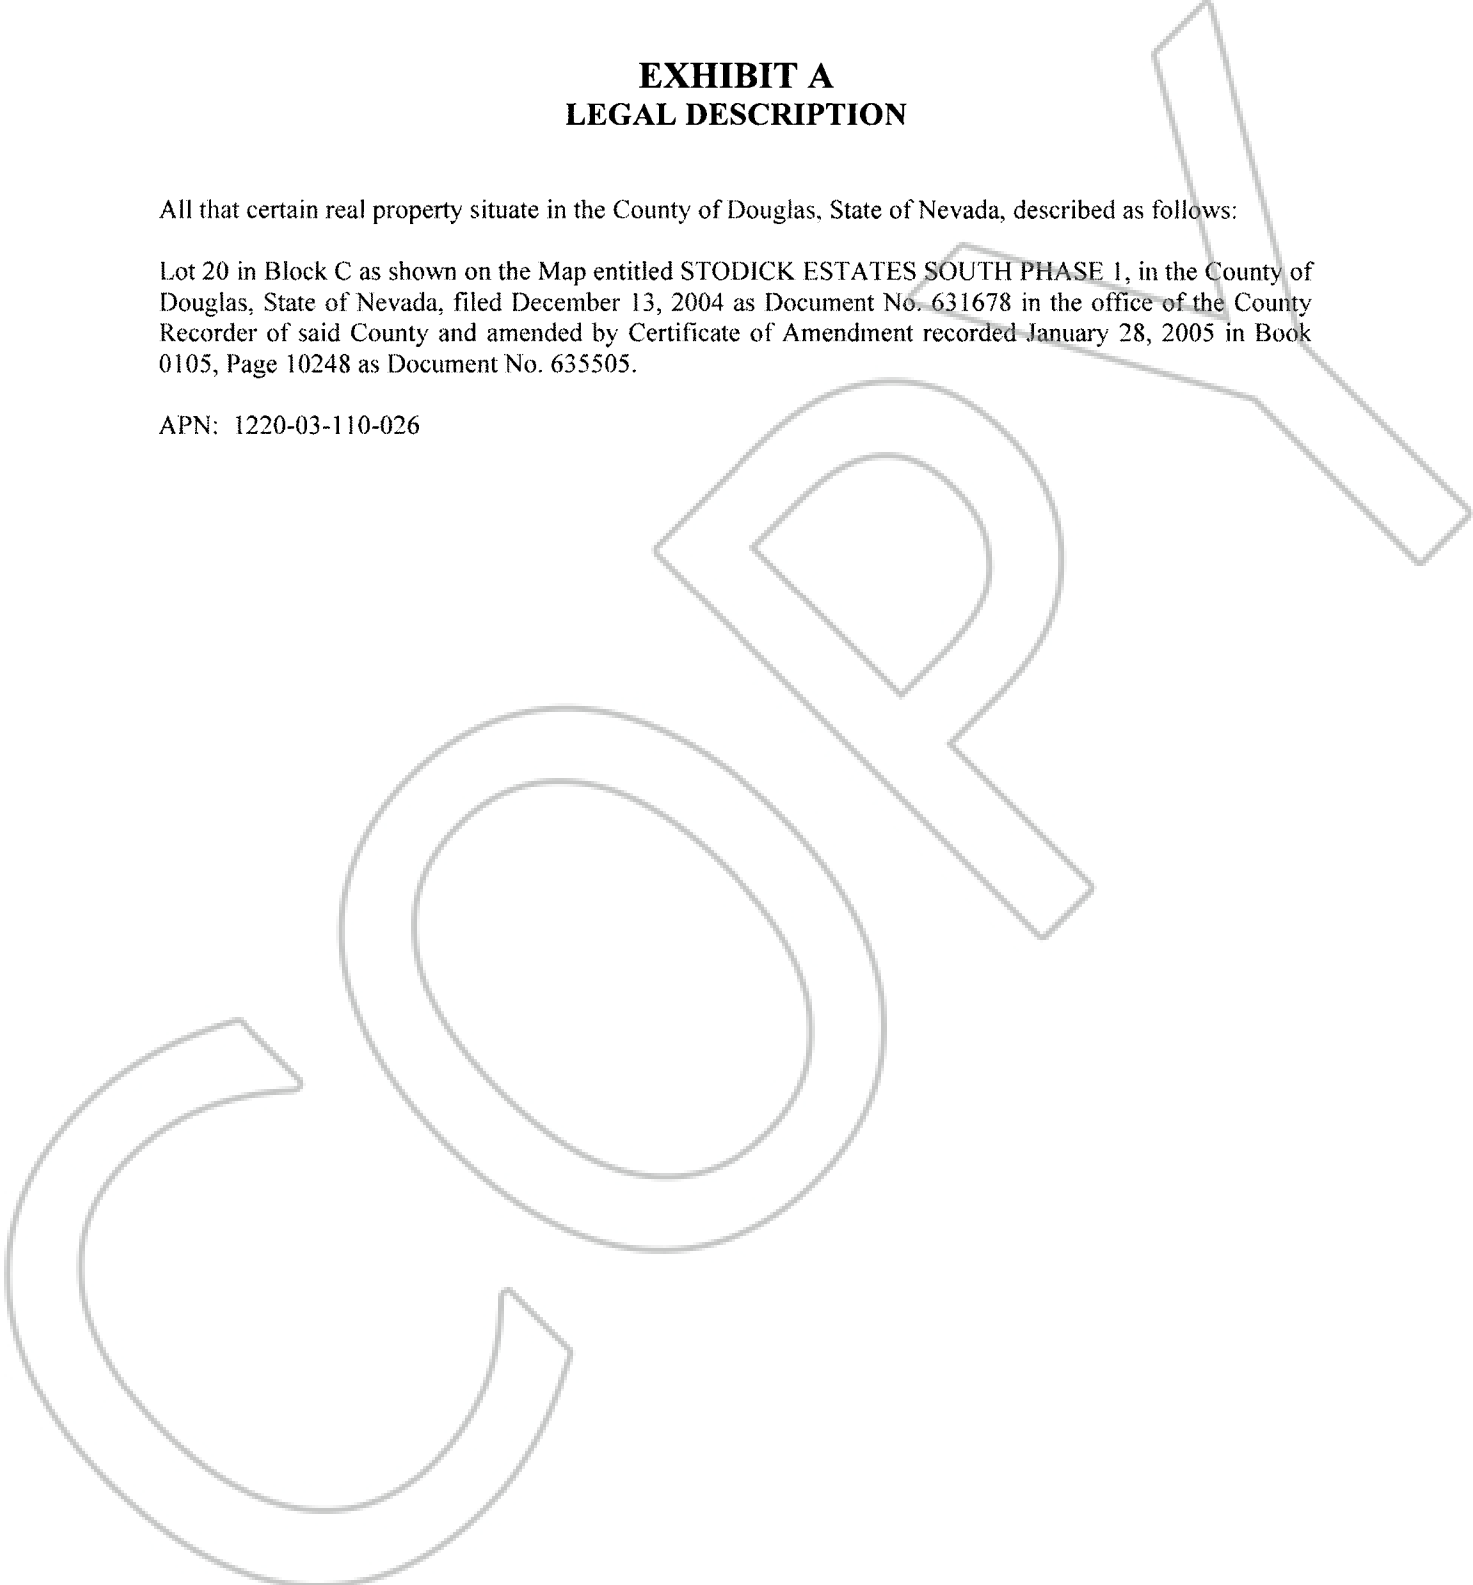 EXHIBIT A
LEGAL DESCRIPTION
All that certain real property situate in the County of Douglas, State of Nevada, described as follows:
Lot 20 in Block C as shown on the Map entitled STODICK ESTATES SOUTH PHASE 1, in the County of
Douglas, State of Nevada, filed December 13, 2004 as Document No. 631678 in the office of the County
Recorder of said County and amended by Certificate of Amendment recorded January 28, 2005 in Book
0105, Page 10248 as Document No. 635505.
APN: 1220-03-110-026
COPY